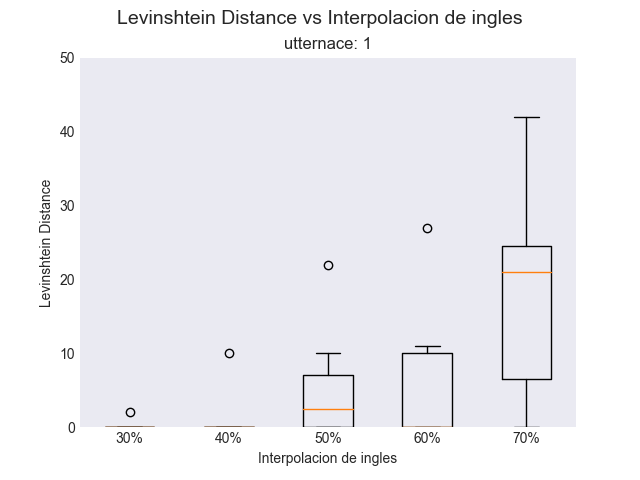 Levinshtein Distance vs Interpolacion de ingles
utternace: 1
50
40
30
20
10
0
Levinshtein Distance
30% 40% 50% 60% 70%
Interpolacion de ingles